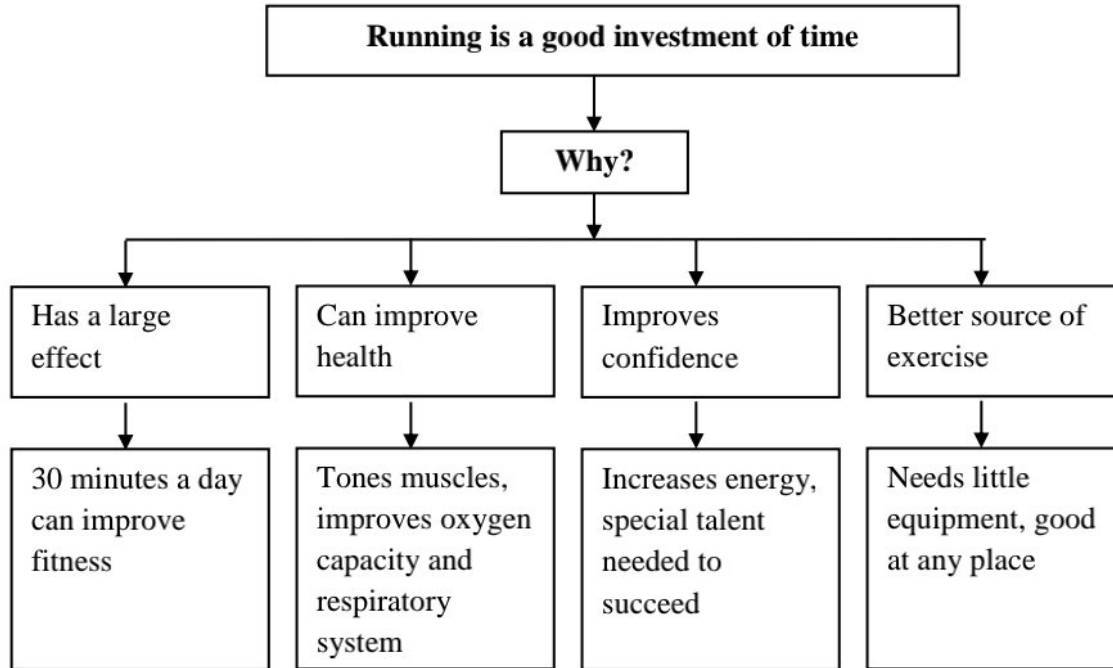 Running is a good investment of time
Why?
Has a large
effect
Can improve
health
Improves
confidence
Better source of
exercise
30 minutes a day
can improve
fitness
Tones muscles,
improves oxygen
capacity and
respiratory
system
Increases energy,
special talent
needed to
succeed
Needs little
equipment, good
at any place